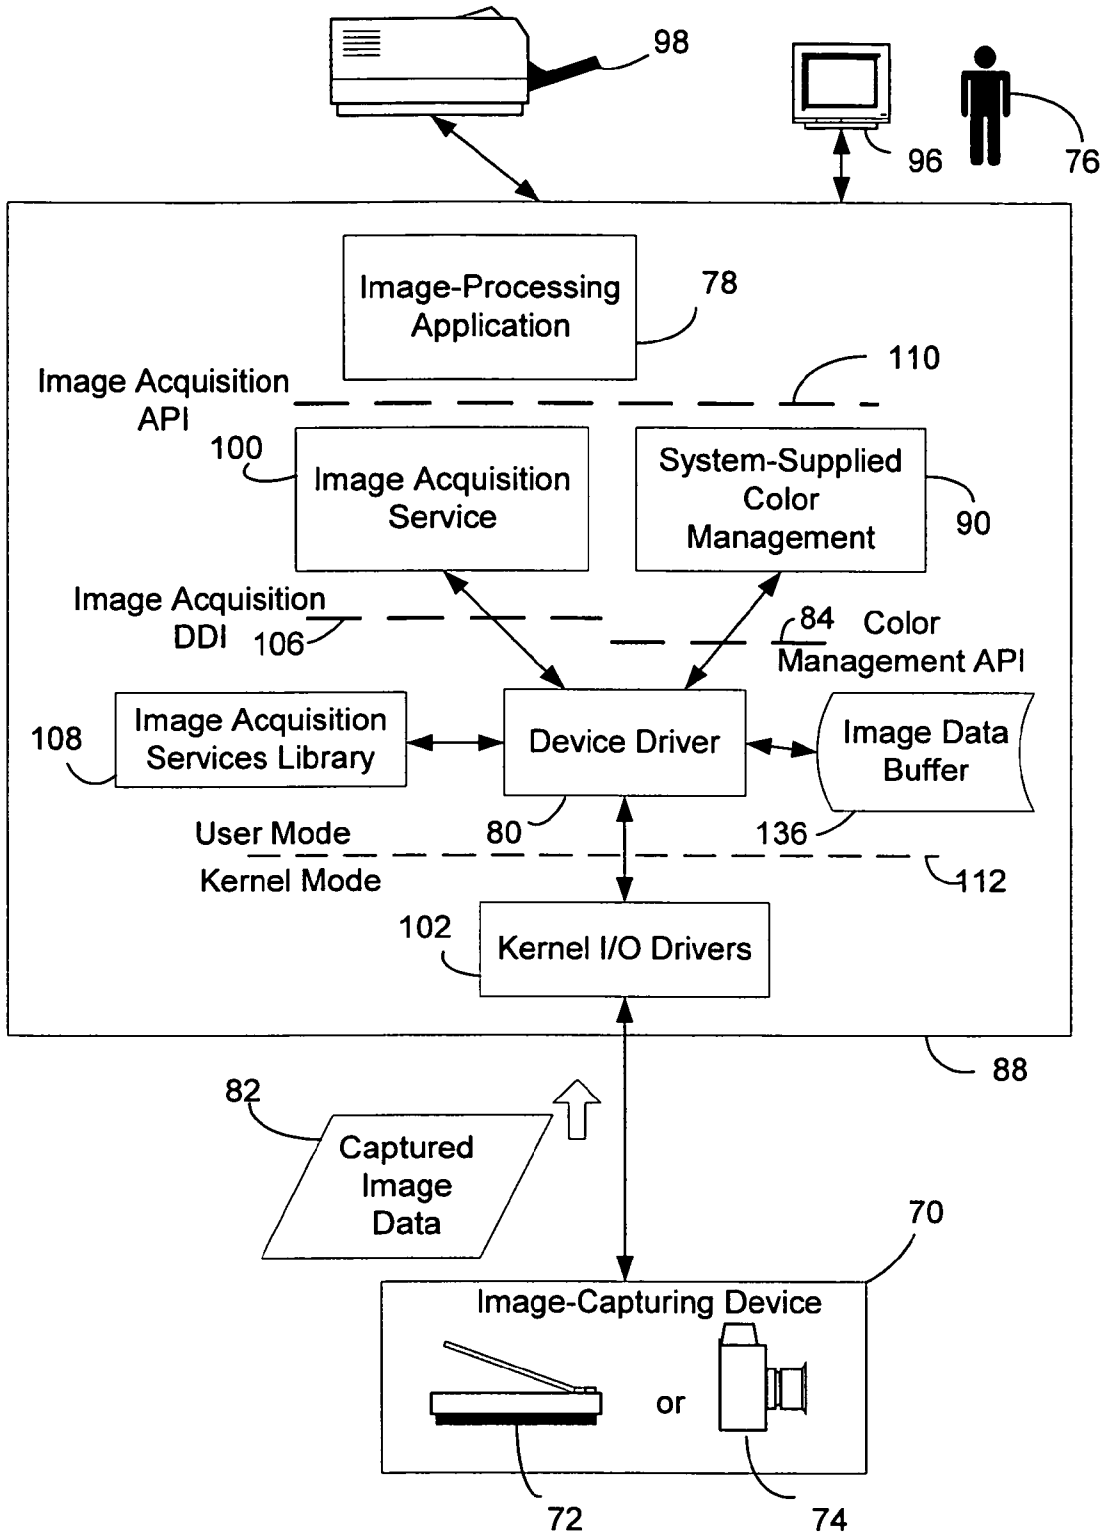 98
96
76
Image-Processing
Application
78
Image Acquisition
API
110
100
Image Acquisition
Service
System-Supplied
Color
Management
90
Image Acquisition
DDI
106
84
Color
Management API
108
Image Acquisition
Services Library
Device Driver
Image Data
Buffer
80
136
User Mode
Kernel Mode
112
102
Kernel I/O Drivers
88
82
Captured
Image
Data
70
Image-Capturing Device
or
72
74